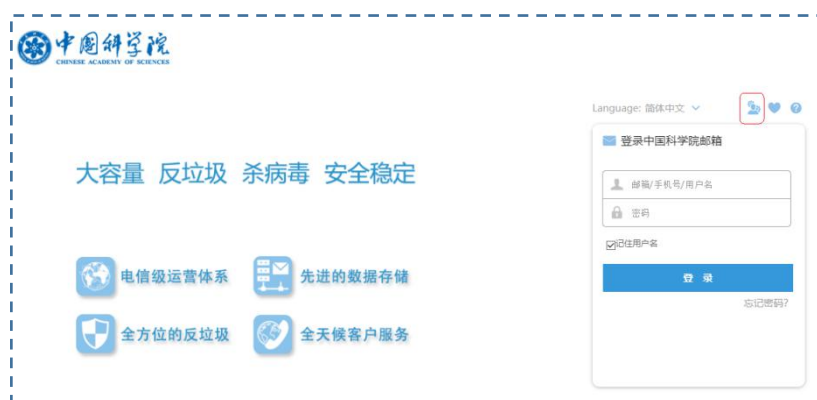 中国科学院
CHINESE ACADEMY OF SCIENCES
Language: 简体中文
登录中国科学院邮箱
大容量 反垃圾 杀病毒 安全稳定
邮箱/手机号/用户名
密码
记住用户名
电信级运营体系
先进的数据存储
登 录
忘记密码?
全方位的反垃圾
全天候客户服务